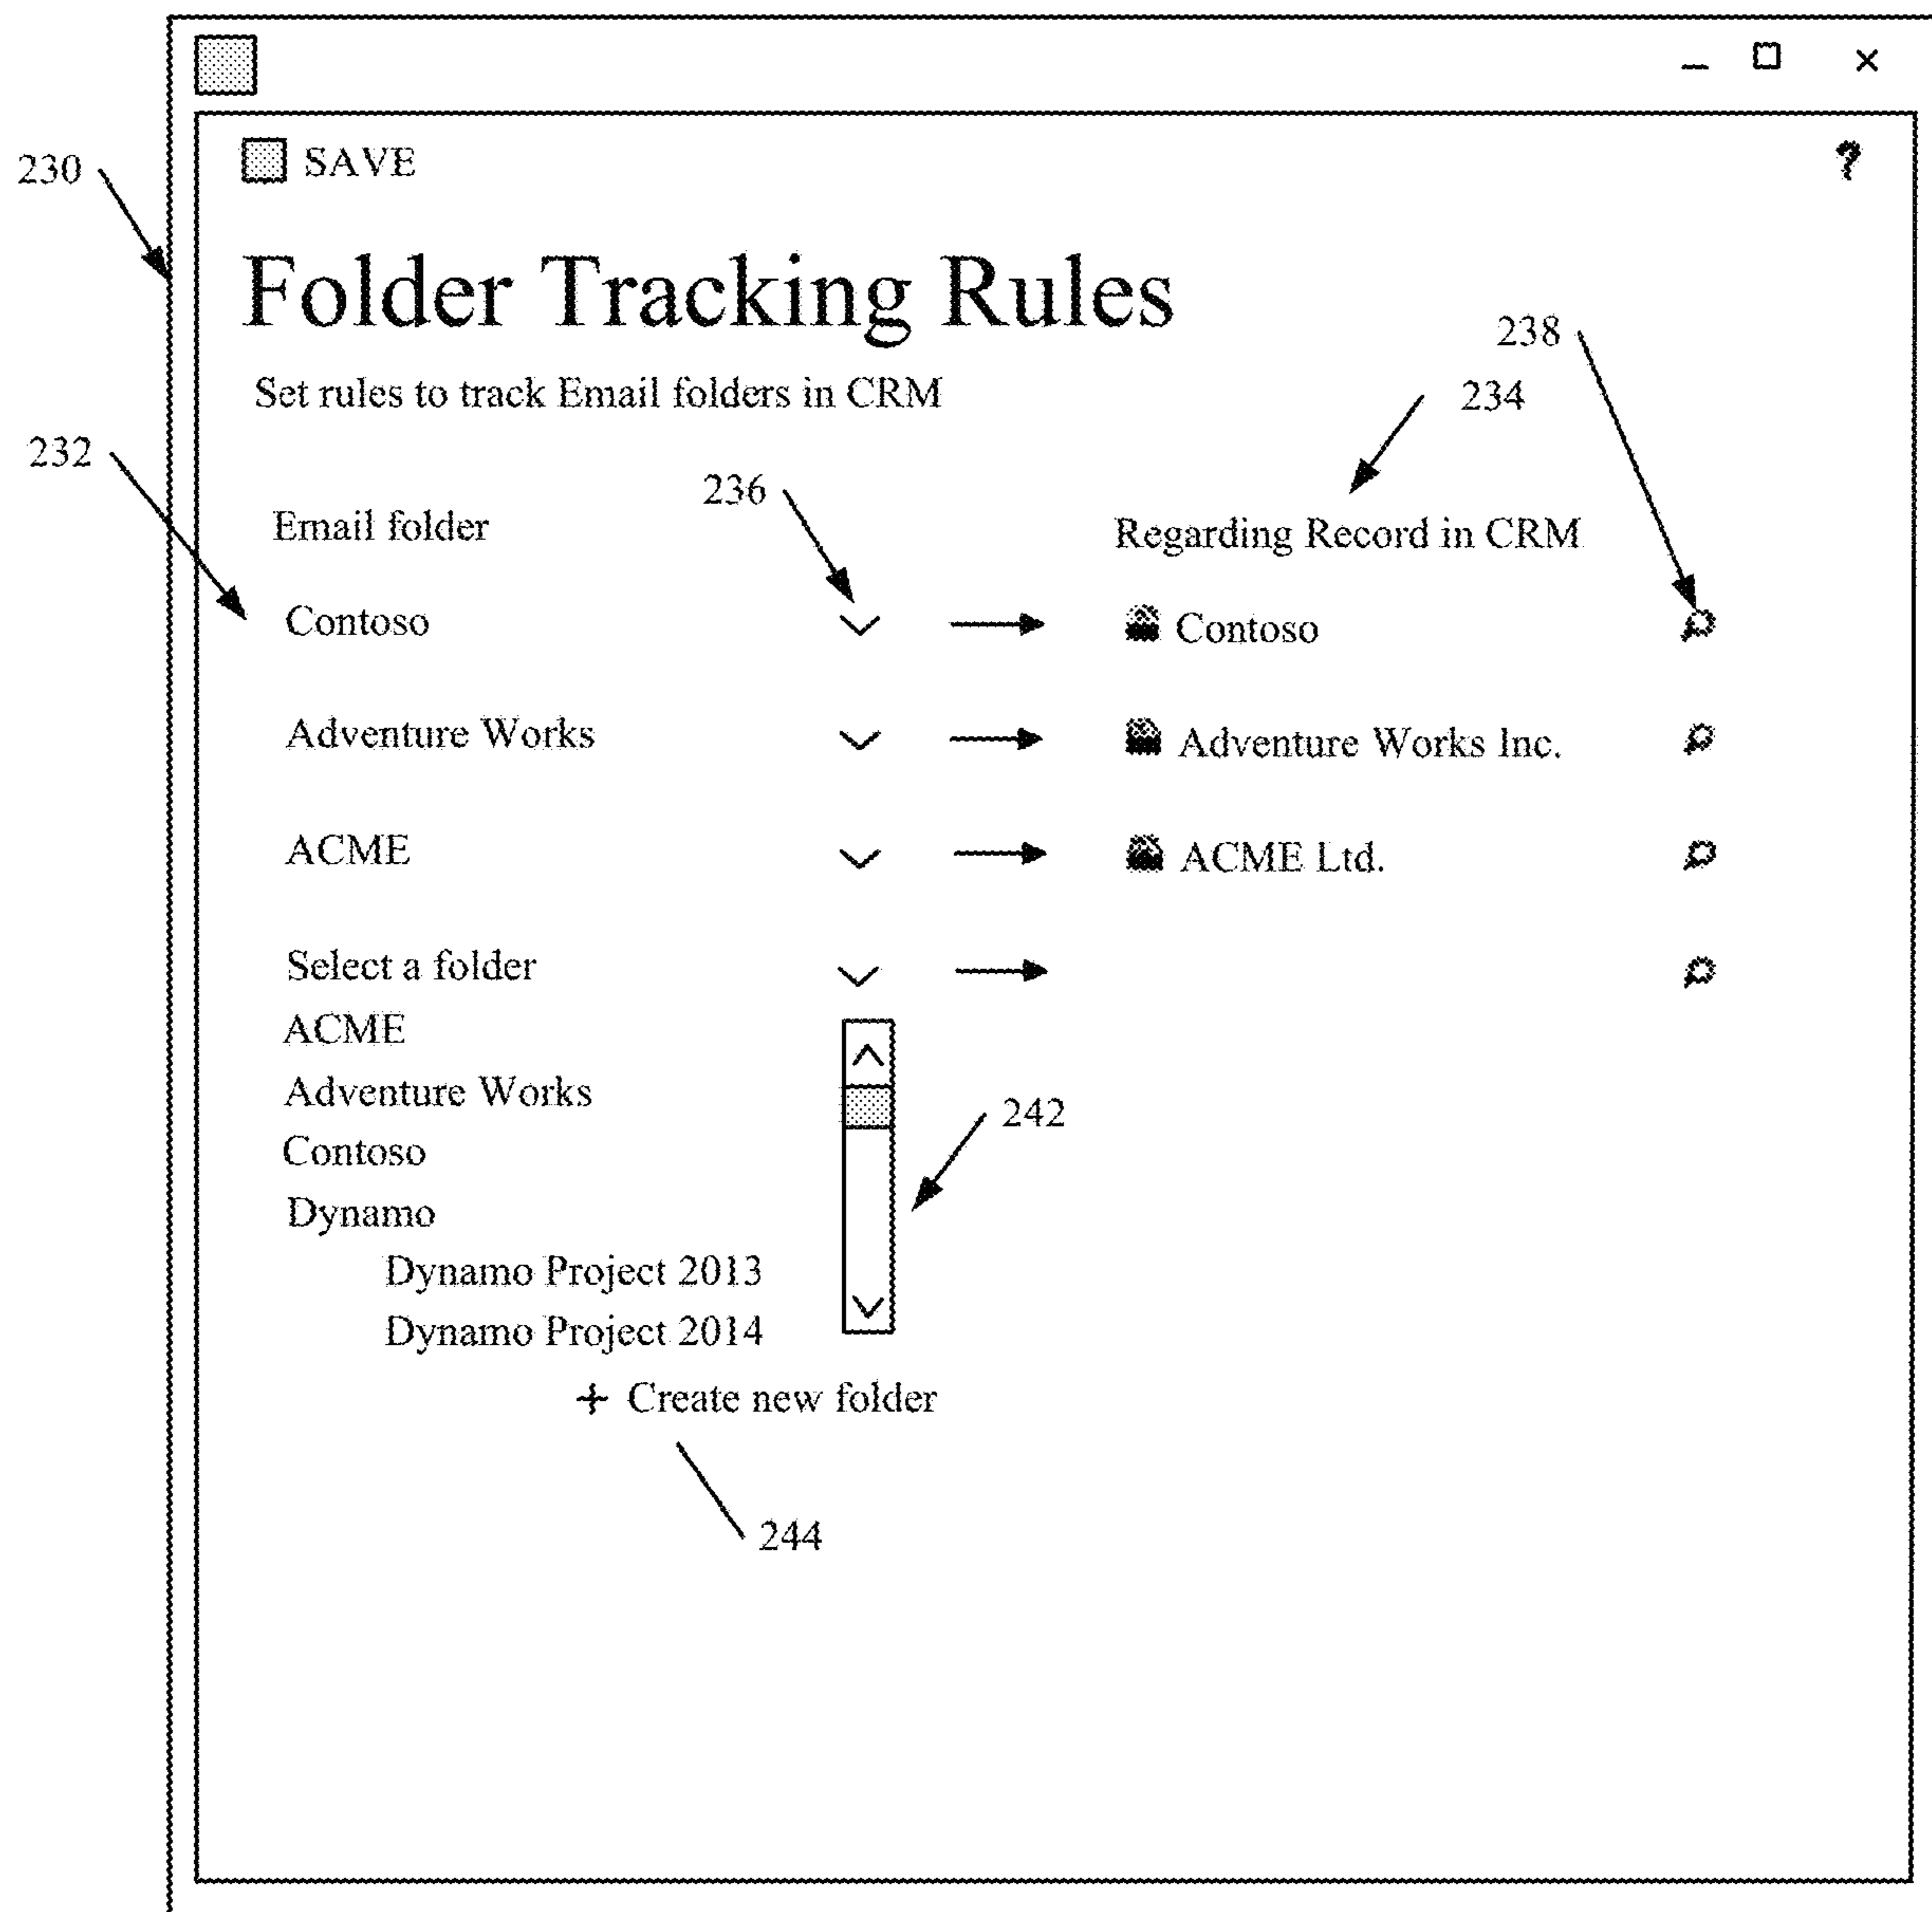 230
SAVE
?
Folder Tracking Rules
238
Set rules to track Email folders in CRM
234
232
236
Email folder
Regarding Record in CRM
Contoso
Contoso
Adventure Works
Adventure Works Inc.
ACME
ACME Ltd.
Select a folder
ACME
Adventure Works
242
Contoso
Dynamo
Dynamo Project 2013
Dynamo Project 2014
+ Create new folder
244